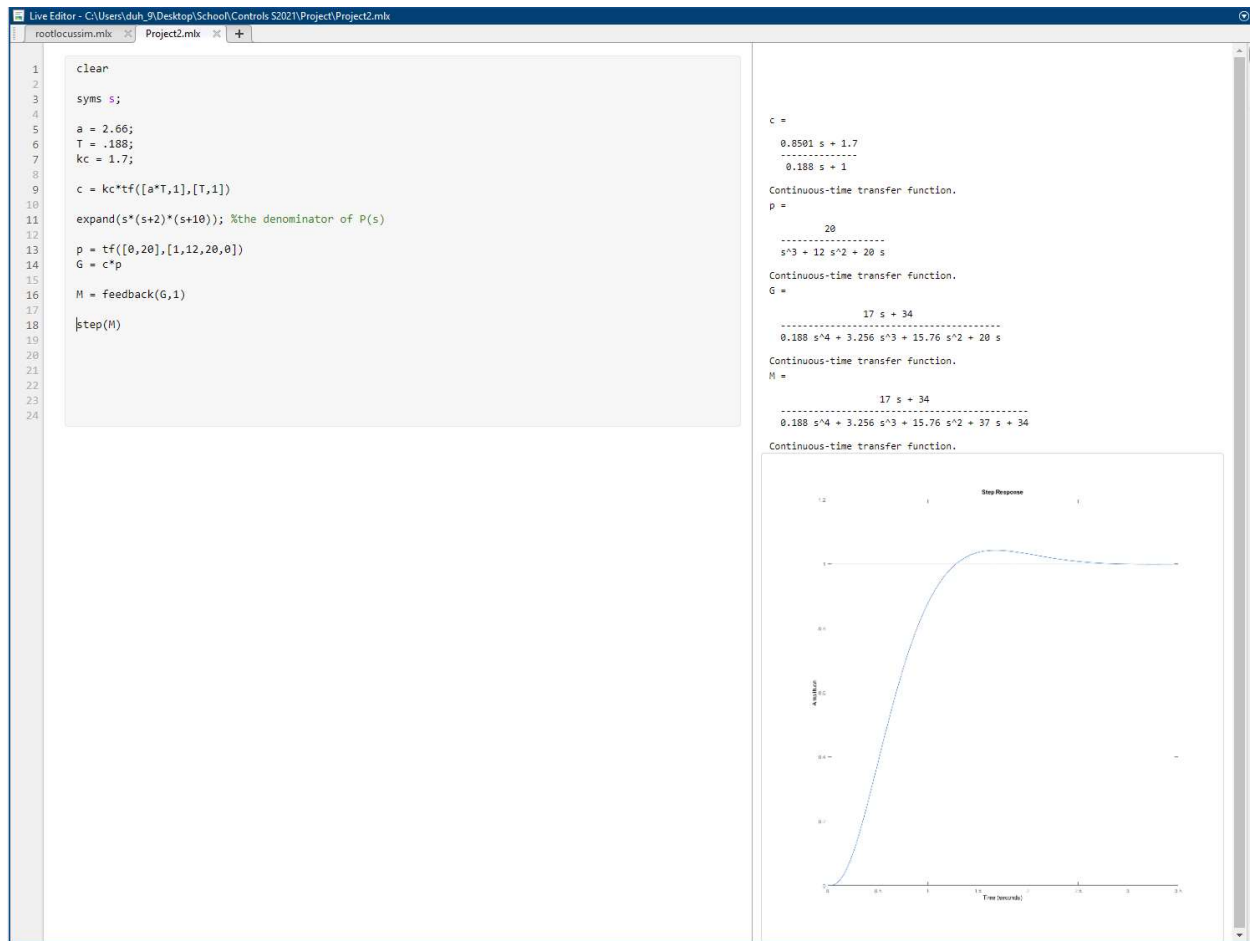 Live Editor - C:\Users\duh_9\Desktop\School\Controls S2021\Project\Project2.mlx
rootlocussim.mlx × Project2.mlx × +
1 clear
2
3 syms s;
4
5 a = 2.66;
6 T = .188;
7 kc = 1.7;
8
9 c = kc*tf([a*T,1],[T,1])
10
11 expand(s*(s+2)*(s+10)); %the denominator of P(s)
12
13 p = tf([0,20],[1,12,20,0])
14 G = c*p
15
16 M = feedback(G,1)
17
18 step(M)
19
20
21
22
23
24
c =
0.8501 s + 1.7
--------------
0.188 s + 1
Continuous-time transfer function.
p =
20
-------------------
s^3 + 12 s^2 + 20 s
Continuous-time transfer function.
G =
17 s + 34
---------------------------------------
0.188 s^4 + 3.256 s^3 + 15.76 s^2 + 20 s
Continuous-time transfer function.
M =
17 s + 34
--------------------------------------------
0.188 s^4 + 3.256 s^3 + 15.76 s^2 + 37 s + 34
Continuous-time transfer function.
Step Response
Amplitude
Time (seconds)